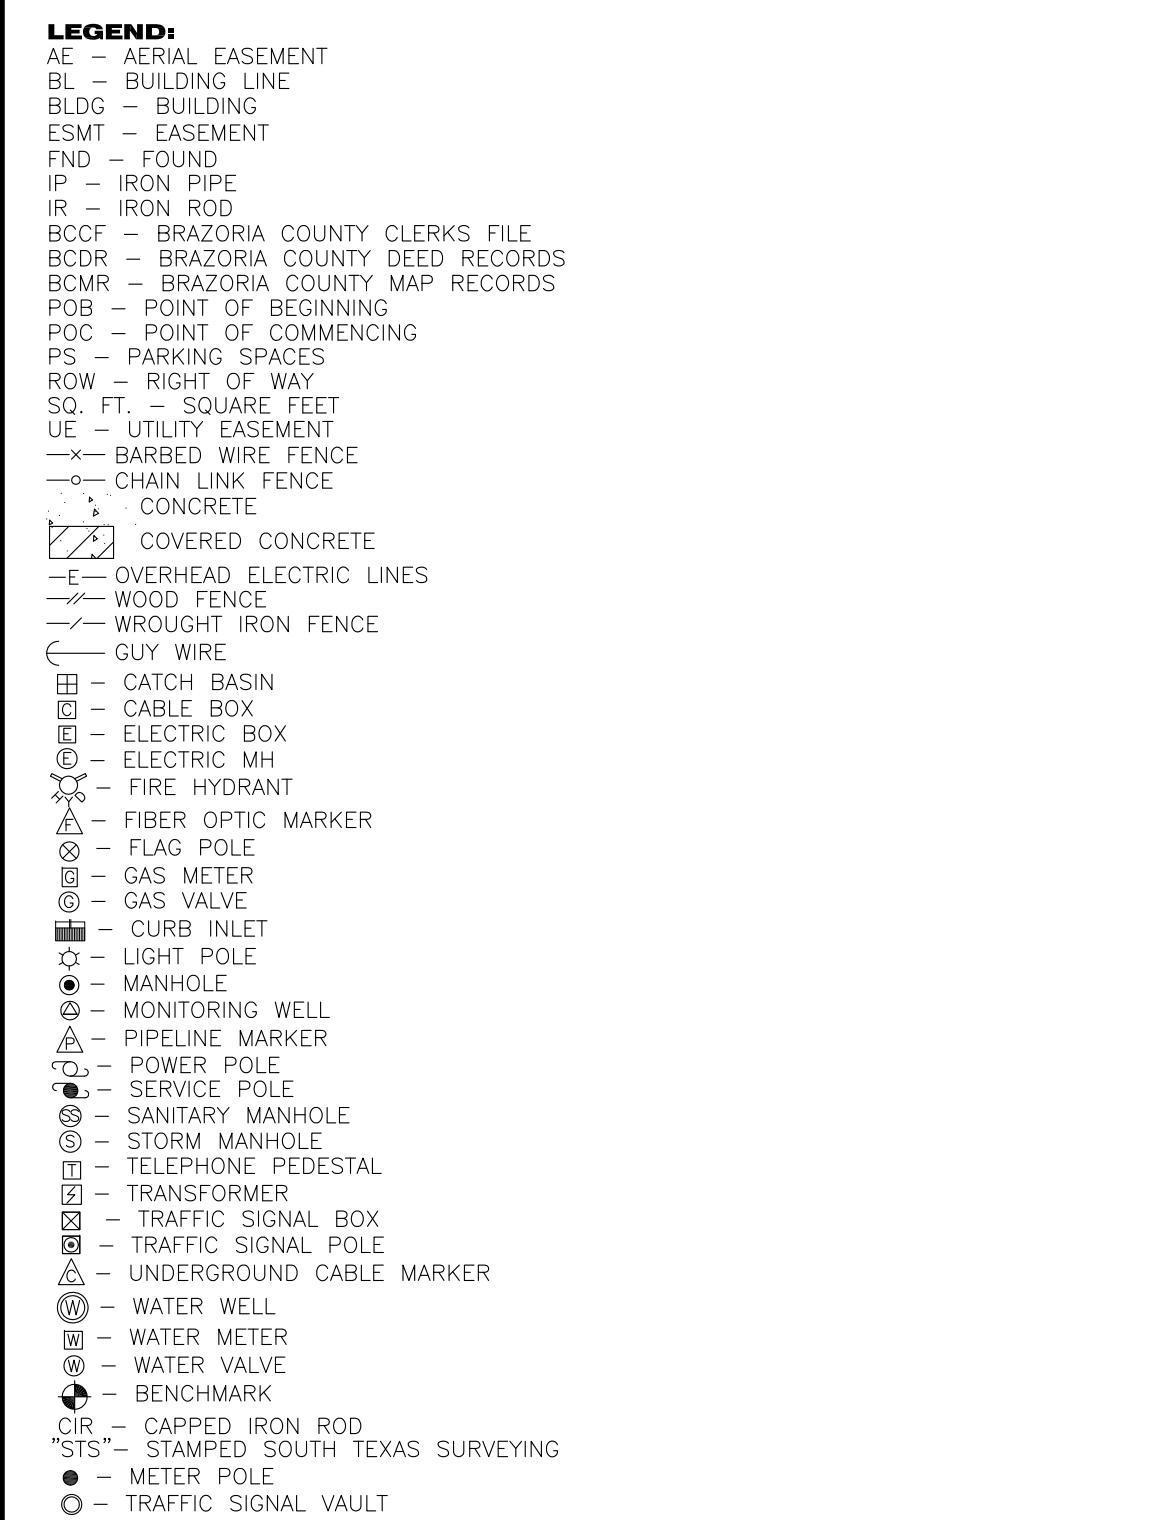 LEGEND:
AE – AERIAL EASEMENT
BL – BUILDING LINE
BLDG – BUILDING
ESMT – EASEMENT
FND – FOUND
IP – IRON PIPE
IR – IRON ROD
BCCF – BRAZORIA COUNTY CLERKS FILE
BCDR – BRAZORIA COUNTY DEED RECORDS
BCMR – BRAZORIA COUNTY MAP RECORDS
POB – POINT OF BEGINNING
POC – POINT OF COMMENCING
PS – PARKING SPACES
ROW – RIGHT OF WAY
SQ. FT. – SQUARE FEET
UE – UTILITY EASEMENT
—x— BARBED WIRE FENCE
—o— CHAIN LINK FENCE
CONCRETE
COVERED CONCRETE
—E— OVERHEAD ELECTRIC LINES
—//— WOOD FENCE
—/— WROUGHT IRON FENCE
GUY WIRE
– CATCH BASIN
C – CABLE BOX
E – ELECTRIC BOX
E – ELECTRIC MH
HYD – FIRE HYDRANT
F – FIBER OPTIC MARKER
– FLAG POLE
G – GAS METER
G – GAS VALVE
– CURB INLET
– LIGHT POLE
– MANHOLE
– MONITORING WELL
P – PIPELINE MARKER
– POWER POLE
– SERVICE POLE
SS – SANITARY MANHOLE
S – STORM MANHOLE
T – TELEPHONE PEDESTAL
– TRANSFORMER
– TRAFFIC SIGNAL BOX
– TRAFFIC SIGNAL POLE
C – UNDERGROUND CABLE MARKER
W – WATER WELL
W – WATER METER
W – WATER VALVE
– BENCHMARK
CIR – CAPPED IRON ROD
"STS"– STAMPED SOUTH TEXAS SURVEYING
– METER POLE
– TRAFFIC SIGNAL VAULT